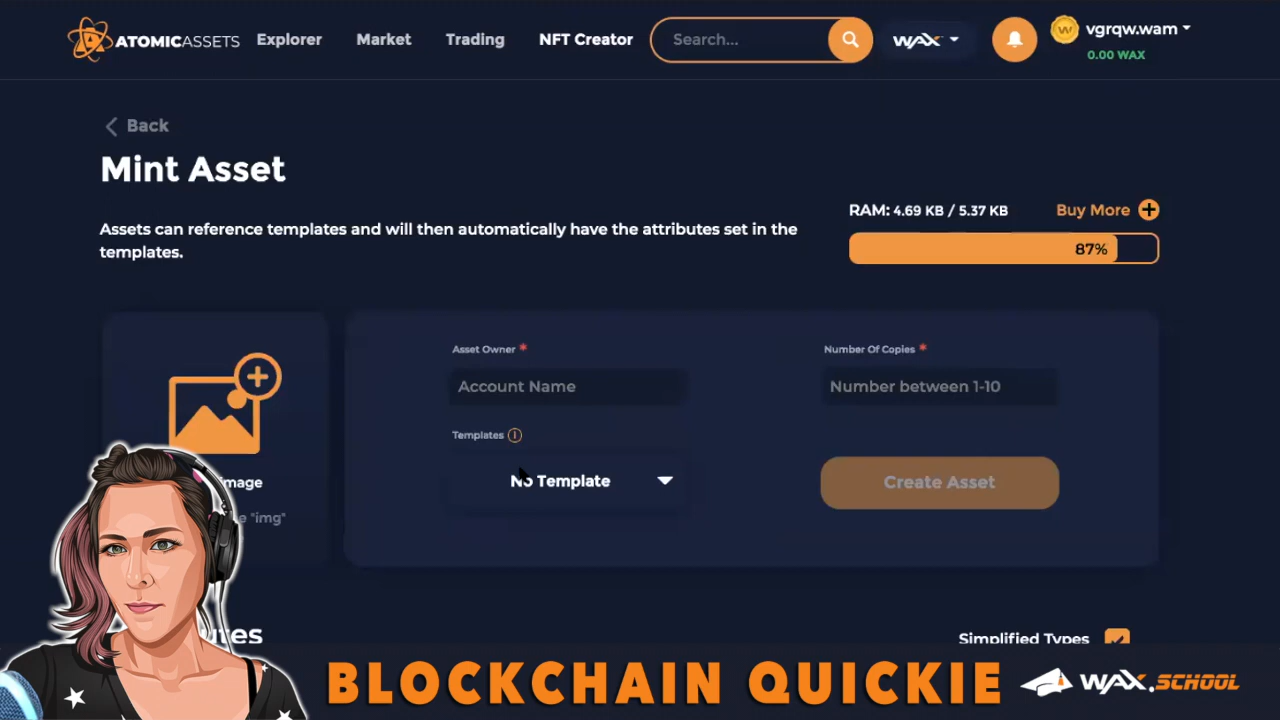 ATOMICASSETS Explorer Market Trading NFT Creator Search... WAX vgrqw.wam
0.00 WAX
Back
Mint Asset
RAM: 4.69 KB / 5.37 KB Buy More
Assets can reference templates and will then automatically have the attributes set in the
templates.
87%
Asset Owner *
Number Of Copies *
Account Name
Number between 1-10
Templates
No Template
Create Asset
"img"
Simplified Types
BLOCKCHAIN QUICKIE
WAX.SCHOOL